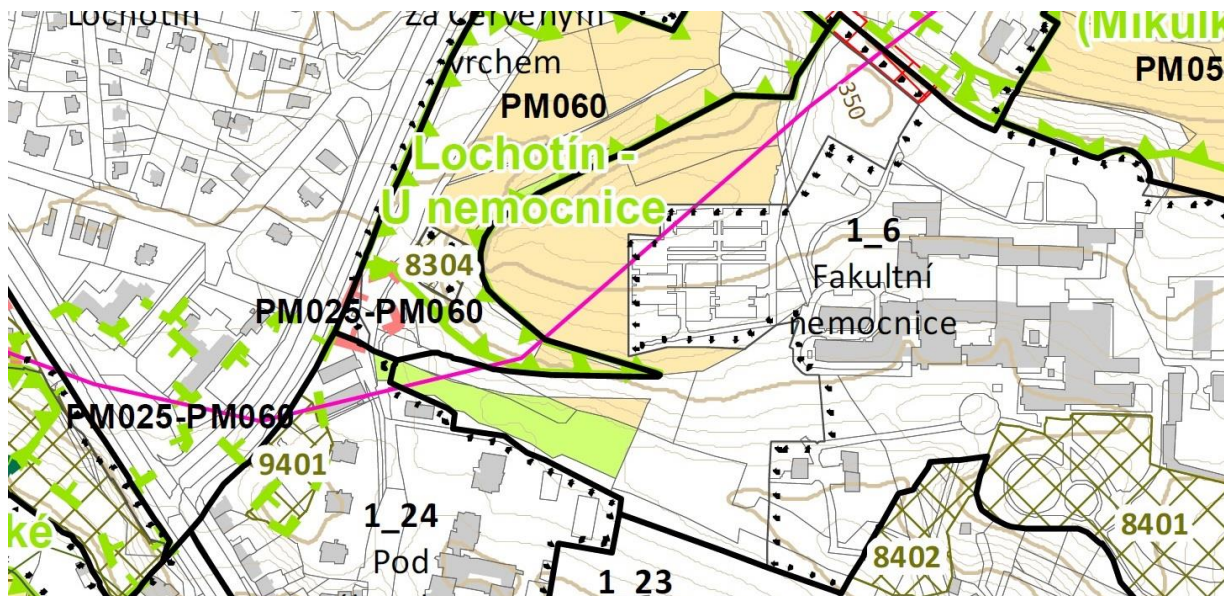 Lochotín
Za Červeným
vrchem
PM060
(Mikulk
PM05
350
Lochotín -
U nemocnice
1_6
Fakultní
nemocnice
8304
PM025-PM060
PM025-PM060
9401
1_24
Pod
ké
1_23
8402
8401